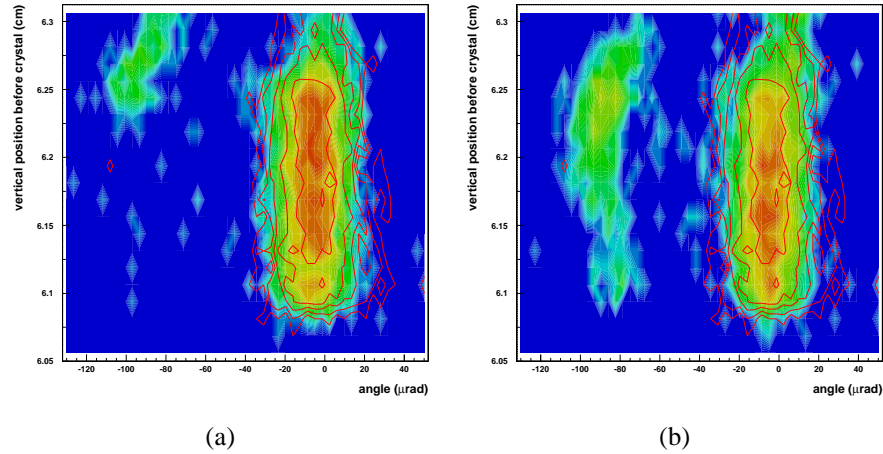 vertical position before crystal (cm)
6.3
6.25
6.2
6.15
6.1
6.05
-120 -100 -80 -60 -40 -20 0 20 40
angle (μrad)
(a)
vertical position before crystal (cm)
6.3
6.25
6.2
6.15
6.1
6.05
-120 -100 -80 -60 -40 -20 0 20 40
angle (μrad)
(b)